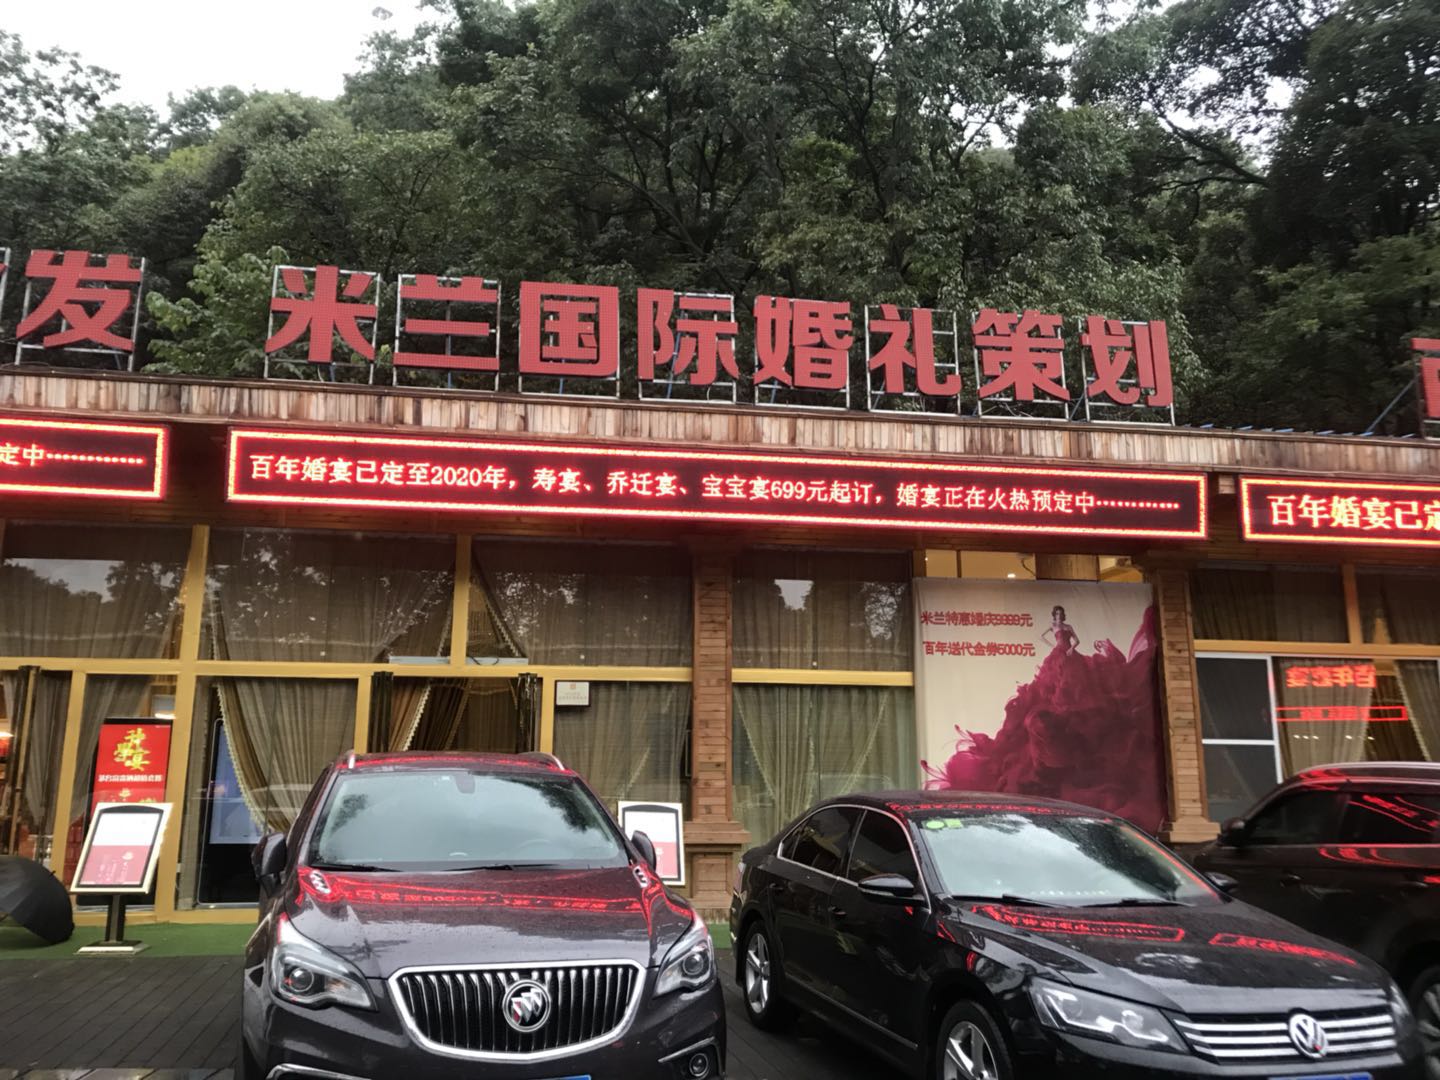 发 米兰国际婚礼策划
定中…………
百年婚宴已定至2020年，寿宴、乔迁宴、宝宝宴699元起订，婚宴正在火热预定中…………
百年婚宴已定
米兰特惠婚庆9999元
百年送代金券5000元